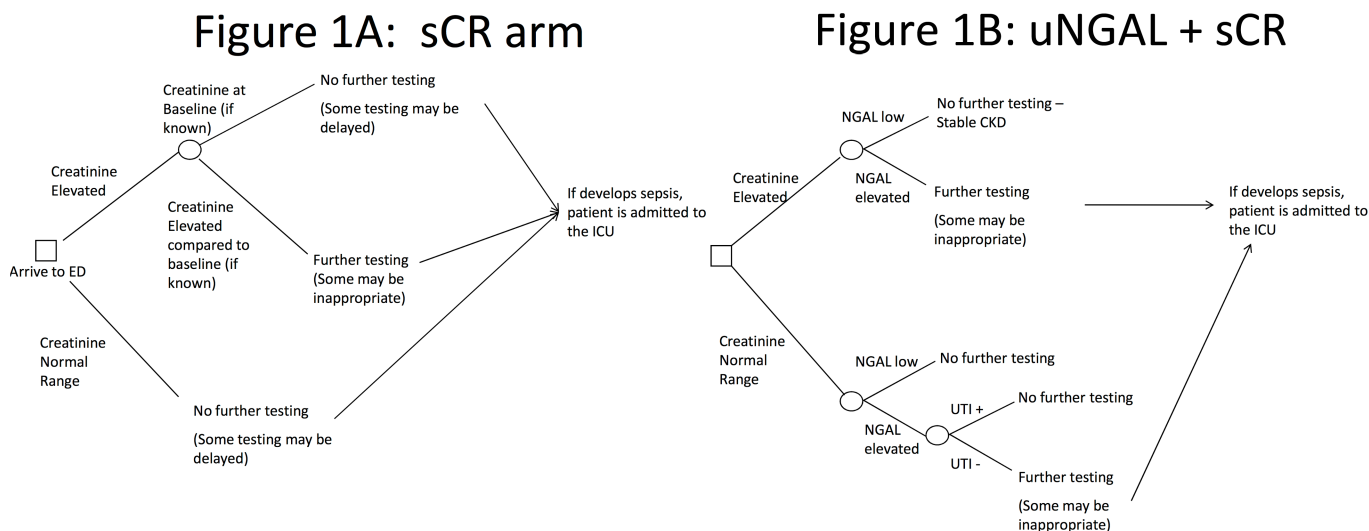 Figure 1A: sCR arm
Creatinine at
Baseline (if
known)
No further testing
(Some testing may be
delayed)
Creatinine
Elevated
Creatinine
Elevated
compared to
baseline (if
known)
Arrive to ED
Further testing
(Some may be
inappropriate)
If develops sepsis,
patient is admitted to
the ICU
Creatinine
Normal
Range
No further testing
(Some testing may be
delayed)
Figure 1B: uNGAL + sCR
NGAL low
No further testing –
Stable CKD
Creatinine
Elevated
NGAL
elevated
Further testing
(Some may be
inappropriate)
If develops sepsis,
patient is admitted to
the ICU
Creatinine
Normal
Range
NGAL low
No further testing
NGAL
elevated
UTI +
No further testing
UTI -
Further testing
(Some may be
inappropriate)